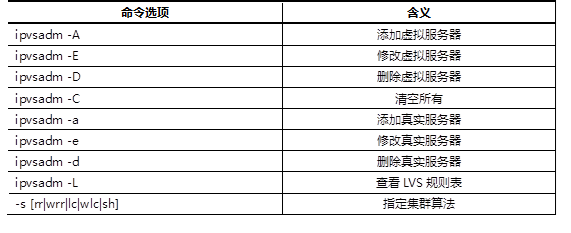 命令选项 含义
ipvsadm -A 添加虚拟服务器
ipvsadm -E 修改虚拟服务器
ipvsadm -D 删除虚拟服务器
ipvsadm -C 清空所有
ipvsadm -a 添加真实服务器
ipvsadm -e 修改真实服务器
ipvsadm -d 删除真实服务器
ipvsadm -L 查看 LVS 规则表
-s [rr|wrr|lc|wlc|sh] 指定集群算法